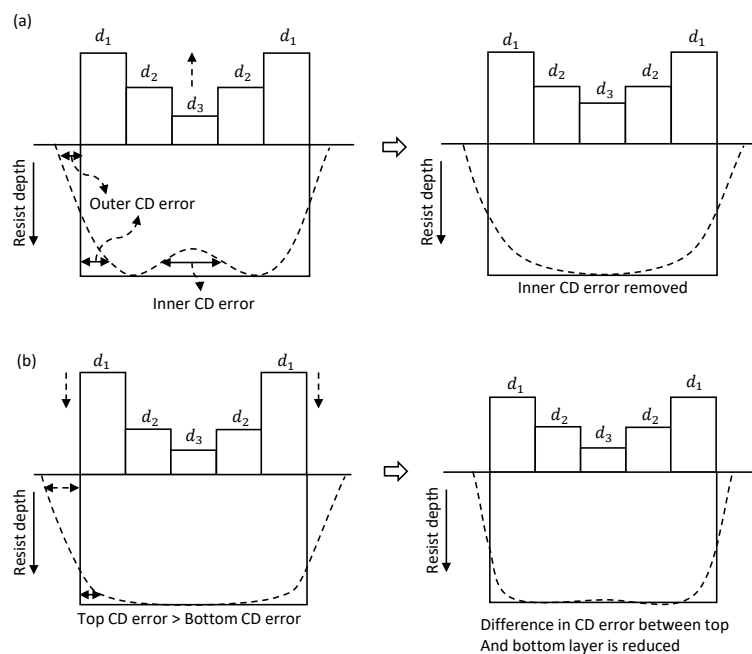 (a)
d₁ d₂ d₃ d₂ d₁
d₁ d₂ d₃ d₂ d₁
Resist depth
Outer CD error
Inner CD error
Resist depth
Inner CD error removed
(b)
d₁ d₂ d₃ d₂ d₁
d₁ d₂ d₃ d₂ d₁
Resist depth
Top CD error > Bottom CD error
Resist depth
Difference in CD error between top
And bottom layer is reduced